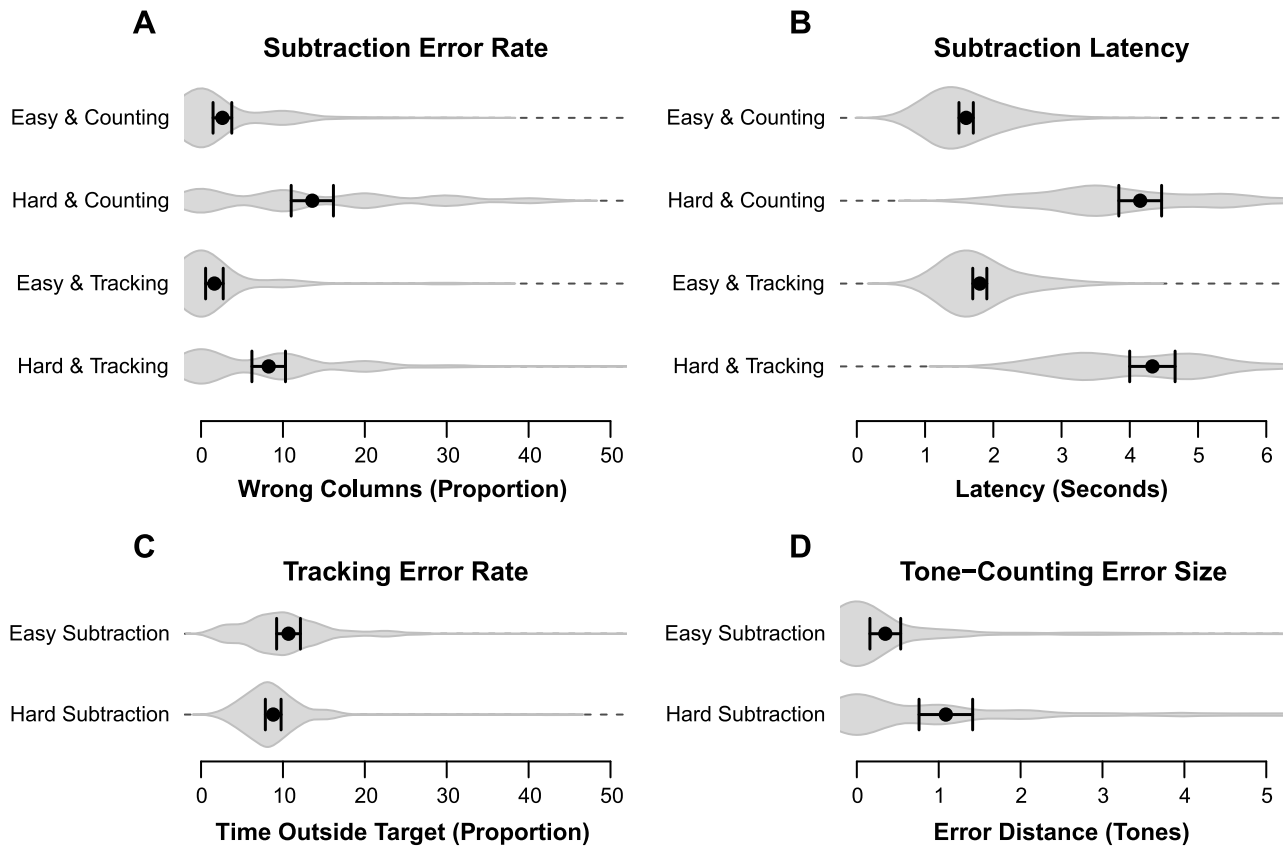 A
Subtraction Error Rate
Easy & Counting
Hard & Counting
Easy & Tracking
Hard & Tracking
0 10 20 30 40 50
Wrong Columns (Proportion)
B
Subtraction Latency
Easy & Counting
Hard & Counting
Easy & Tracking
Hard & Tracking
0 1 2 3 4 5 6
Latency (Seconds)
C
Tracking Error Rate
Easy Subtraction
Hard Subtraction
0 10 20 30 40 50
Time Outside Target (Proportion)
D
Tone−Counting Error Size
Easy Subtraction
Hard Subtraction
0 1 2 3 4 5
Error Distance (Tones)